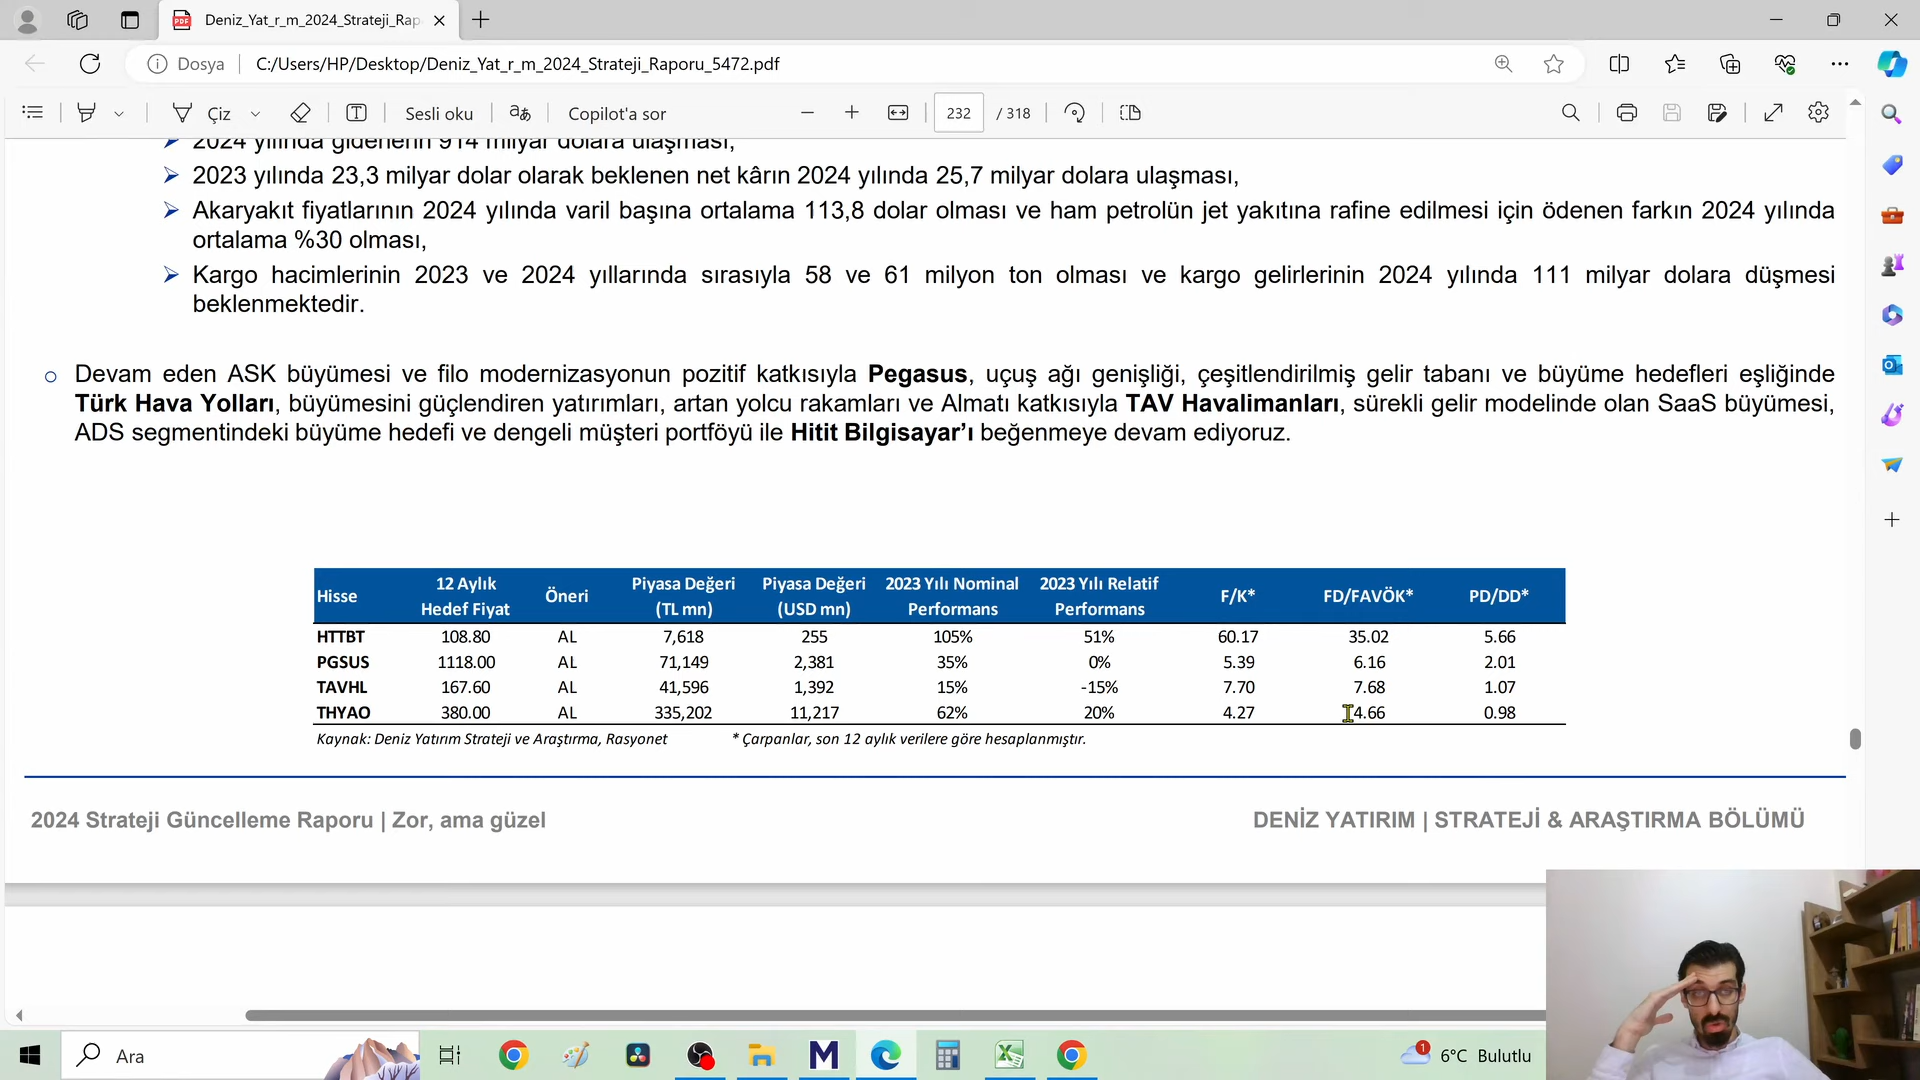 Deniz_Yat_r_m_2024_Strateji_Rap
Dosya
C:/Users/HP/Desktop/Deniz_Yat_r_m_2024_Strateji_Raporu_5472.pdf
Çiz
Sesli oku
Copilot'a sor
232 / 318
2024 yılında giderlerin 914 milyar dolara ulaşması,
2023 yılında 23,3 milyar dolar olarak beklenen net kârın 2024 yılında 25,7 milyar dolara ulaşması,
Akaryakıt fiyatlarının 2024 yılında varil başına ortalama 113,8 dolar olması ve ham petrolün jet yakıtına rafine edilmesi için ödenen farkın 2024 yılında
ortalama %30 olması,
Kargo hacimlerinin 2023 ve 2024 yıllarında sırasıyla 58 ve 61 milyon ton olması ve kargo gelirlerinin 2024 yılında 111 milyar dolara düşmesi
beklenmektedir.
Devam eden ASK büyümesi ve filo modernizasyonun pozitif katkısıyla Pegasus, uçuş ağı genişliği, çeşitlendirilmiş gelir tabanı ve büyüme hedefleri eşliğinde
Türk Hava Yolları, büyümesini güçlendiren yatırımları, artan yolcu rakamları ve Almatı katkısıyla TAV Havalimanları, sürekli gelir modelinde olan SaaS büyümesi,
ADS segmentindeki büyüme hedefi ve dengeli müşteri portföyü ile Hitit Bilgisayar’ı beğenmeye devam ediyoruz.
Hisse 12 Aylık Hedef Fiyat Öneri Piyasa Değeri (TL mn) Piyasa Değeri (USD mn) 2023 Yılı Nominal Performans 2023 Yılı Relatif Performans F/K* FD/FAVÖK* PD/DD*
HTTBT 108.80 AL 7,618 255 105% 51% 60.17 35.02 5.66
PGSUS 1118.00 AL 71,149 2,381 35% 0% 5.39 6.16 2.01
TAVHL 167.60 AL 41,596 1,392 15% -15% 7.70 7.68 1.07
THYAO 380.00 AL 335,202 11,217 62% 20% 4.27 4.66 0.98
Kaynak: Deniz Yatırım Strateji ve Araştırma, Rasyonet * Çarpanlar, son 12 aylık verilere göre hesaplanmıştır.
2024 Strateji Güncelleme Raporu | Zor, ama güzel
DENİZ YATIRIM | STRATEJİ & ARAŞTIRMA BÖLÜMÜ
Ara
1
6°C Bulutlu